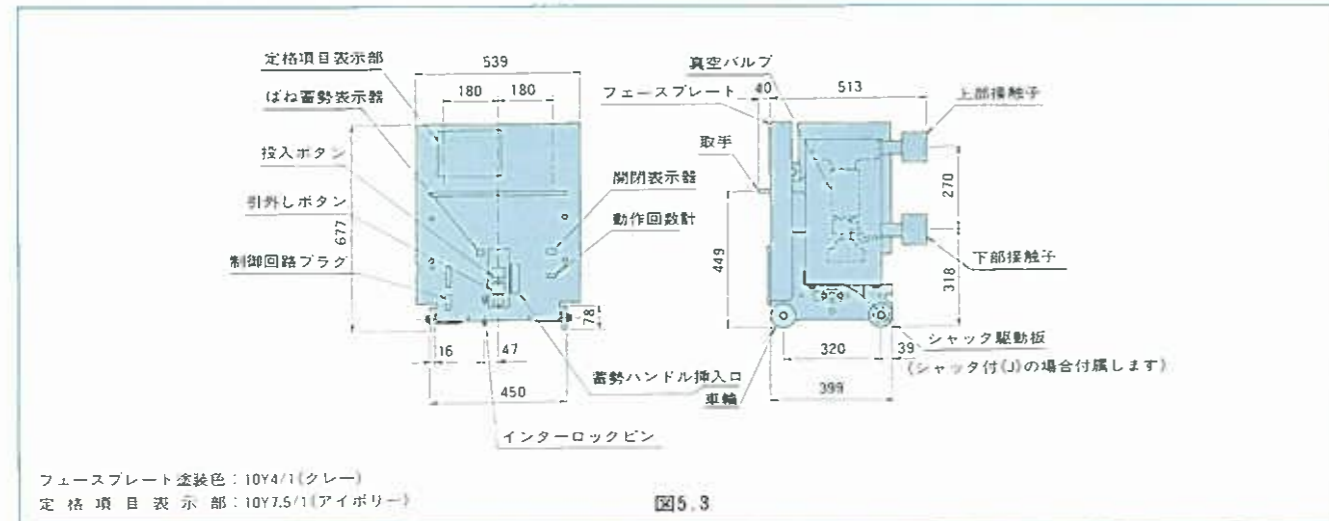 定格項目表示部
539
ばね蓄勢表示器
180
180
投入ボタン
引外しボタン
開閉表示器
動作回数計
677
制御回路プラグ
78
16
47
450
蓄勢ハンドル挿入口
インターロックピン
真空バルブ
フェースプレート
40
513
上部接触子
取手
270
449
下部接触子
318
シャッタ駆動板
320
39
(シャッタ付(J)の場合付属します)
399
車輪
フェースプレート塗装色:10Y4/1(クレー)
定格項目表示部:10Y7.5/1(アイボリー)
図5.3